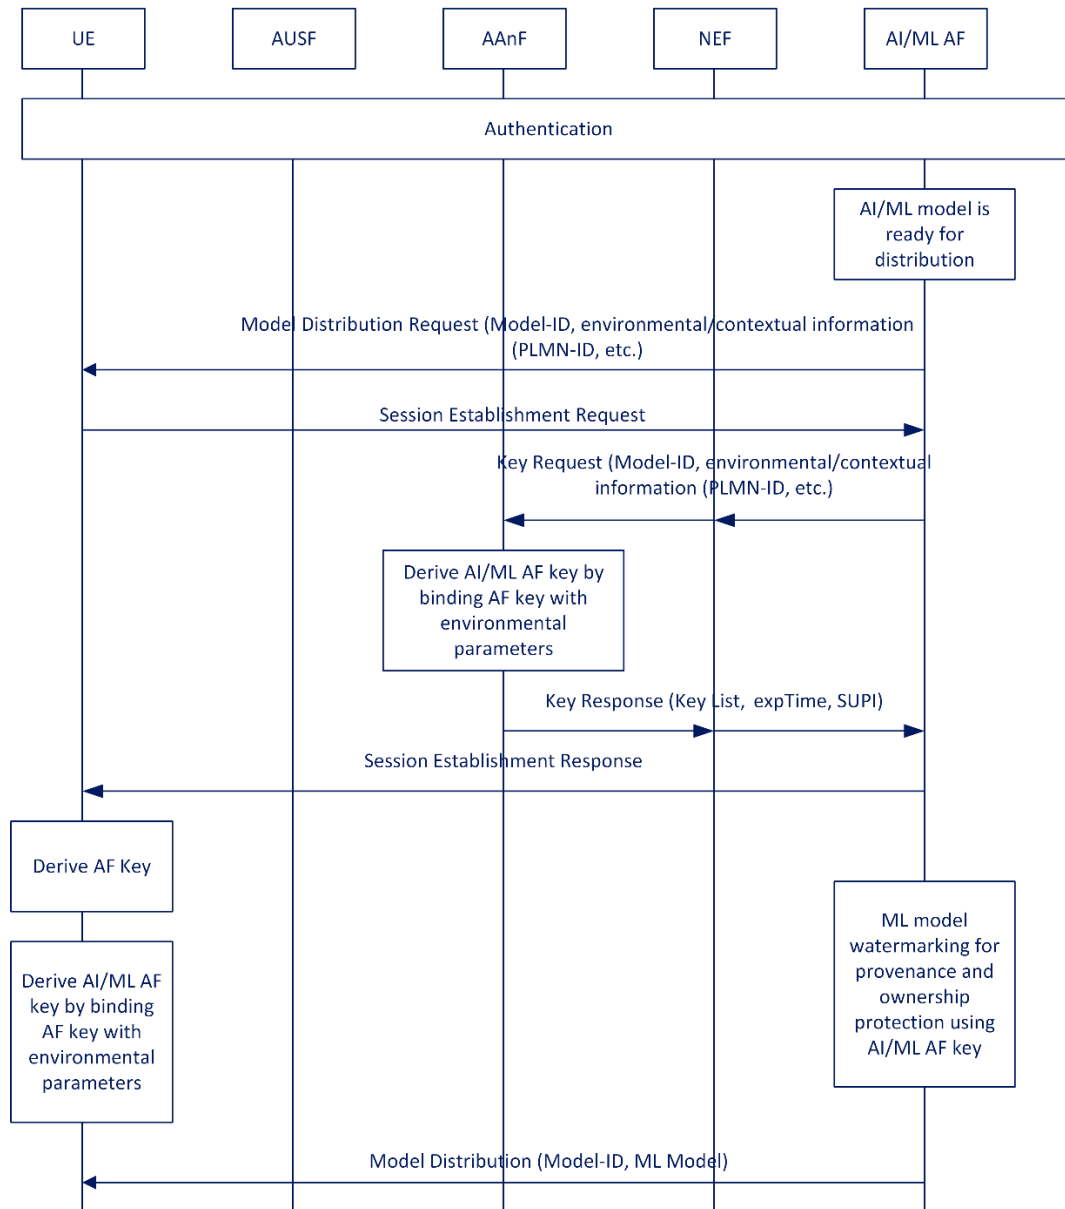 UE
AUSF
AAnF
NEF
AI/ML AF
Authentication
AI/ML model is
ready for
distribution
Model Distribution Request (Model-ID, environmental/contextual information
(PLMN-ID, etc.)
Session Establishment Request
Key Request (Model-ID, environmental/contextual
information (PLMN-ID, etc.)
Derive AI/ML AF key by
binding AF key with
environmental
parameters
Key Response (Key List, expTime, SUPI)
Session Establishment Response
Derive AF Key
ML model
watermarking for
provenance and
ownership
protection using
AI/ML AF key
Derive AI/ML AF
key by binding
AF key with
environmental
parameters
Model Distribution (Model-ID, ML Model)